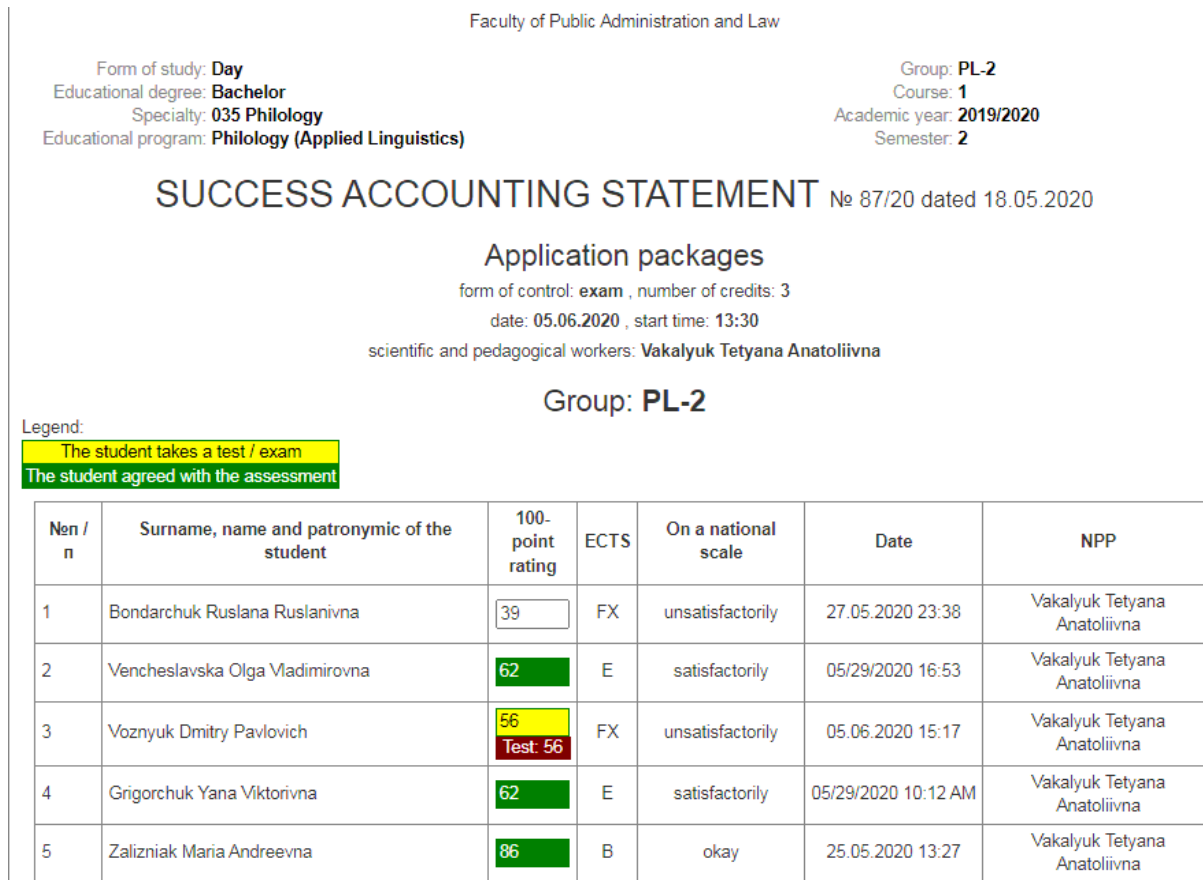 Faculty of Public Administration and Law
Form of study: Day
Educational degree: Bachelor
Specialty: 035 Philology
Educational program: Philology (Applied Linguistics)
Group: PL-2
Course: 1
Academic year: 2019/2020
Semester: 2
SUCCESS ACCOUNTING STATEMENT № 87/20 dated 18.05.2020
Application packages
form of control: exam , number of credits: 3
date: 05.06.2020 , start time: 13:30
scientific and pedagogical workers: Vakalyuk Tetyana Anatoliivna
Group: PL-2
Legend:
The student takes a test / exam
The student agreed with the assessment
№п /
п
Surname, name and patronymic of the
student
100-
point
rating
ECTS
On a national
scale
Date
NPP
1
Bondarchuk Ruslana Ruslanivna
39
FX
unsatisfactorily
27.05.2020 23:38
Vakalyuk Tetyana
Anatoliivna
2
Vencheslavska Olga Vladimirovna
62
E
satisfactorily
05/29/2020 16:53
Vakalyuk Tetyana
Anatoliivna
3
Voznyuk Dmitry Pavlovich
56
Test: 56
FX
unsatisfactorily
05.06.2020 15:17
Vakalyuk Tetyana
Anatoliivna
4
Grigorchuk Yana Viktorivna
62
E
satisfactorily
05/29/2020 10:12 AM
Vakalyuk Tetyana
Anatoliivna
5
Zalizniak Maria Andreevna
86
B
okay
25.05.2020 13:27
Vakalyuk Tetyana
Anatoliivna